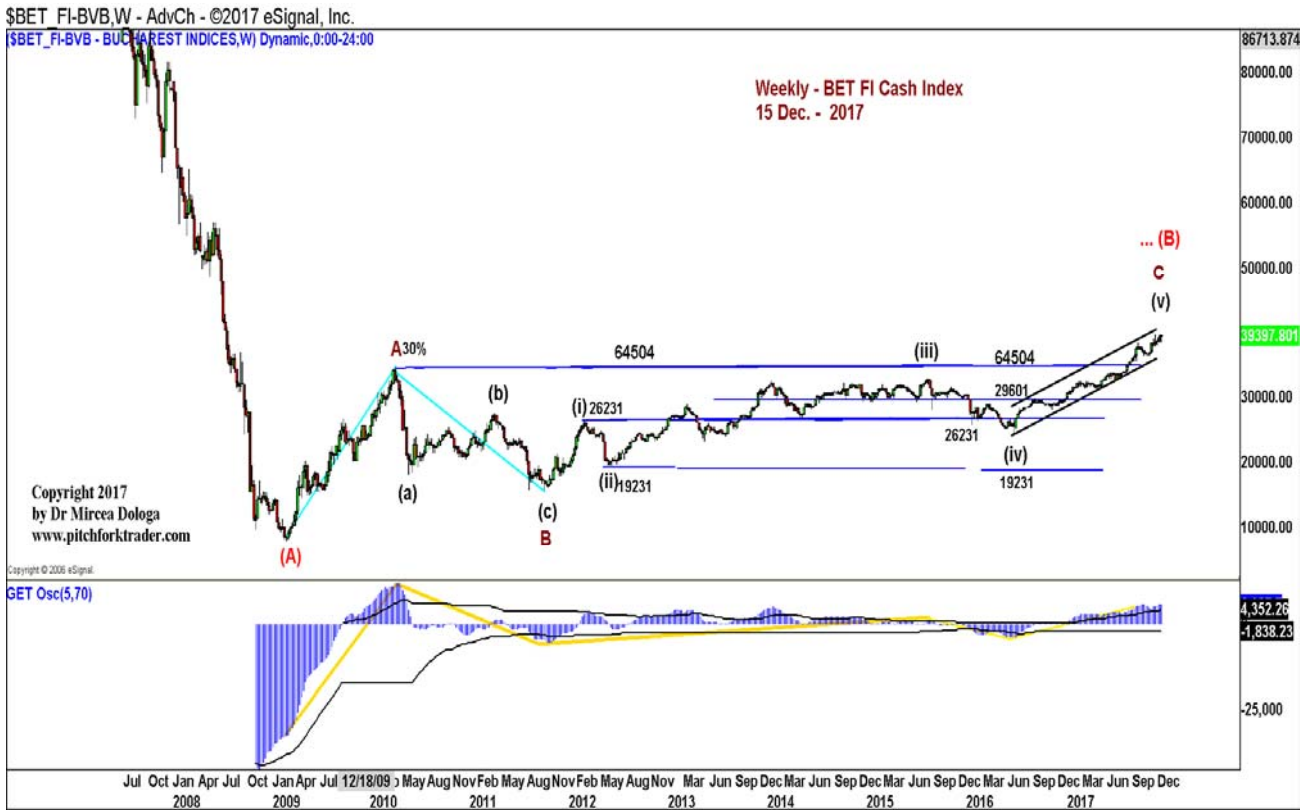 $BET_FI-BVB,W - AdvCh - ©2017 eSignal, Inc.
($BET_FI-BVB - BUCHAREST INDICES,W) Dynamic,0:00-24:00
86713.874
80000.00
Weekly - BET FI Cash Index
15 Dec. - 2017
70000.00
60000.00
50000.00
... (B)
C
(v)
39397.801
A 30%
64504
(iii)
64504
29601
30000.00
(b)
(i) 26231
26231
(a)
(ii) 19231
(iv)
19231
20000.00
(c)
B
Copyright 2017
by Dr Mircea Dologa
www.pitchforktrader.com
10000.00
(A)
Copyright © 2006 eSignal.
GET Osc(5,70)
4,352.26
-1,838.23
-25,000
Jul Oct Jan Apr Jul Oct Jan Apr Jul 12/18/09 May Aug Nov Feb May Aug Nov Feb May Aug Nov Mar Jun Sep Dec Mar Jun Sep Dec Mar Jun Sep Dec Mar Jun Sep Dec Mar Jun Sep Dec
2008 2009 2010 2011 2012 2013 2014 2015 2016 2017